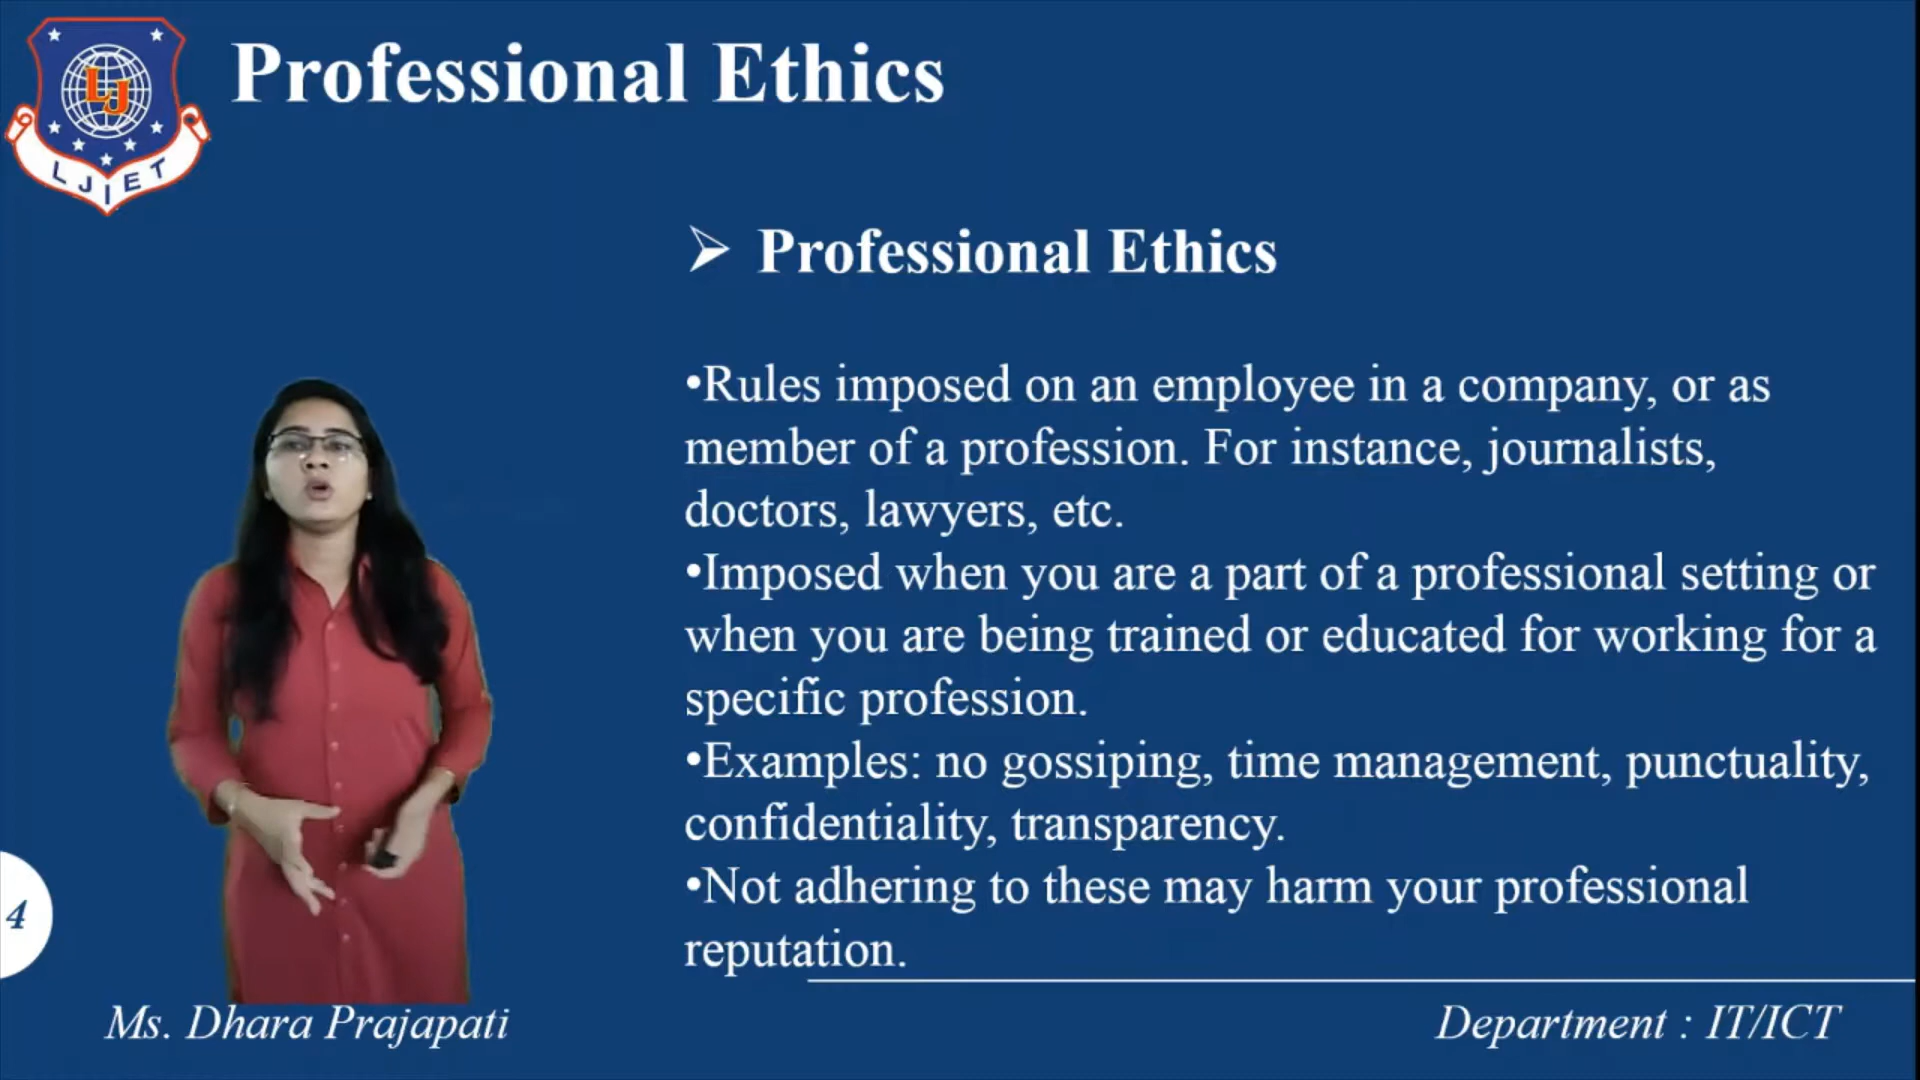 LJ
LJIET
Professional Ethics
➢ Professional Ethics
•Rules imposed on an employee in a company, or as
member of a profession. For instance, journalists,
doctors, lawyers, etc.
•Imposed when you are a part of a professional setting or
when you are being trained or educated for working for a
specific profession.
•Examples: no gossiping, time management, punctuality,
confidentiality, transparency.
•Not adhering to these may harm your professional
reputation.
4
Ms. Dhara Prajapati
Department : IT/ICT